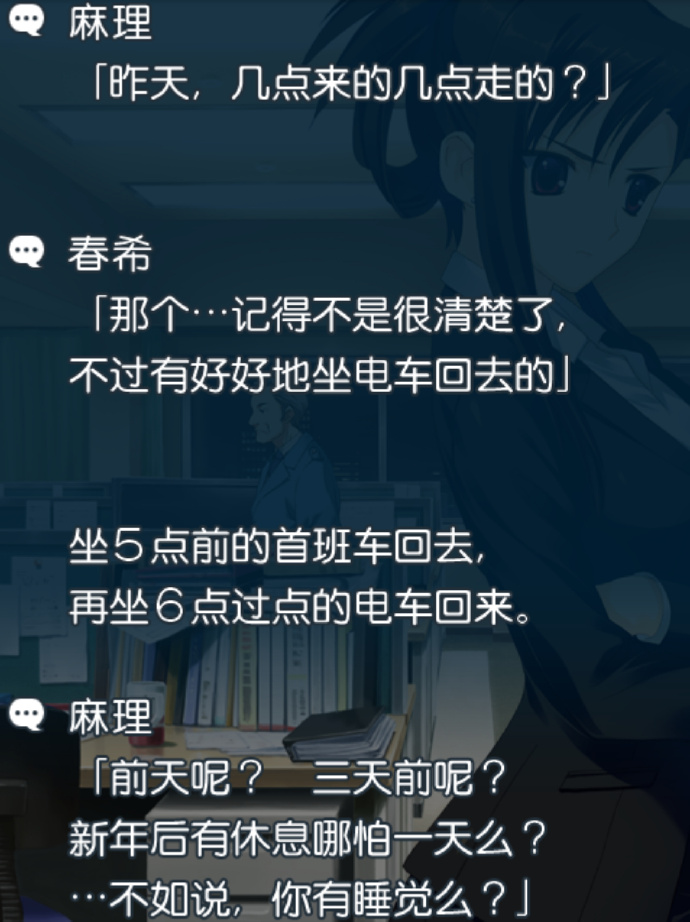 麻理
「昨天，几点来的几点走的？」
春希
「那个…记得不是很清楚了，
不过有好好地坐电车回去的」
坐５点前的首班车回去，
再坐６点过点的电车回来。
麻理
「前天呢？　三天前呢？
新年后有休息哪怕一天么？
…不如说，你有睡觉么？」